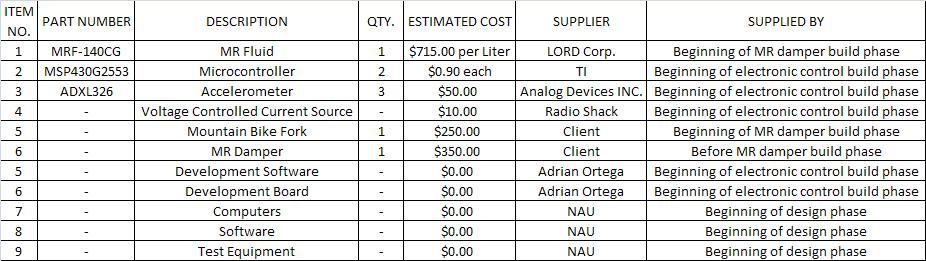 ITEM NO. PART NUMBER DESCRIPTION QTY. ESTIMATED COST SUPPLIER SUPPLIED BY
1 MRF-140CG MR Fluid 1 $715.00 per Liter LORD Corp. Beginning of MR damper build phase
2 MSP430G2553 Microcontroller 2 $0.90 each TI Beginning of electronic control build phase
3 ADXL326 Accelerometer 3 $50.00 Analog Devices INC. Beginning of electronic control build phase
4 - Voltage Controlled Current Source - $10.00 Radio Shack Beginning of electronic control build phase
5 - Mountain Bike Fork 1 $250.00 Client Beginning of MR damper build phase
6 - MR Damper 1 $350.00 Client Before MR damper build phase
5 - Development Software - $0.00 Adrian Ortega Beginning of electronic control build phase
6 - Development Board - $0.00 Adrian Ortega Beginning of electronic control build phase
7 - Computers - $0.00 NAU Beginning of design phase
8 - Software - $0.00 NAU Beginning of design phase
9 - Test Equipment - $0.00 NAU Beginning of design phase